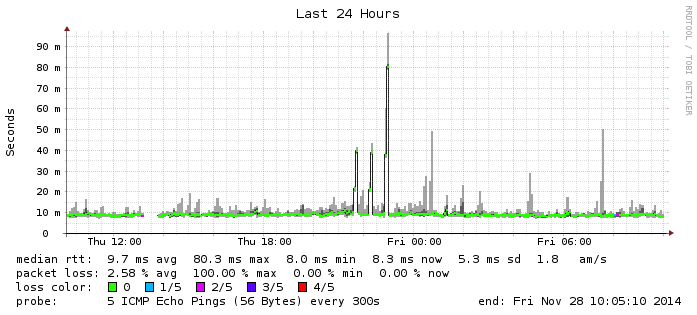 Last 24 Hours
RRDTOOL / TOBI OETIKER
Seconds
90 m
80 m
70 m
60 m
50 m
40 m
30 m
20 m
10 m
0
Thu 12:00 Thu 18:00 Fri 00:00 Fri 06:00
median rtt: 9.7 ms avg 80.3 ms max 8.0 ms min 8.3 ms now 5.3 ms sd 1.8 am/s
packet loss: 2.58 % avg 100.00 % max 0.00 % min 0.00 % now
loss color: 0 1/5 2/5 3/5 4/5
probe: 5 ICMP Echo Pings (56 Bytes) every 300s end: Fri Nov 28 10:05:10 2014